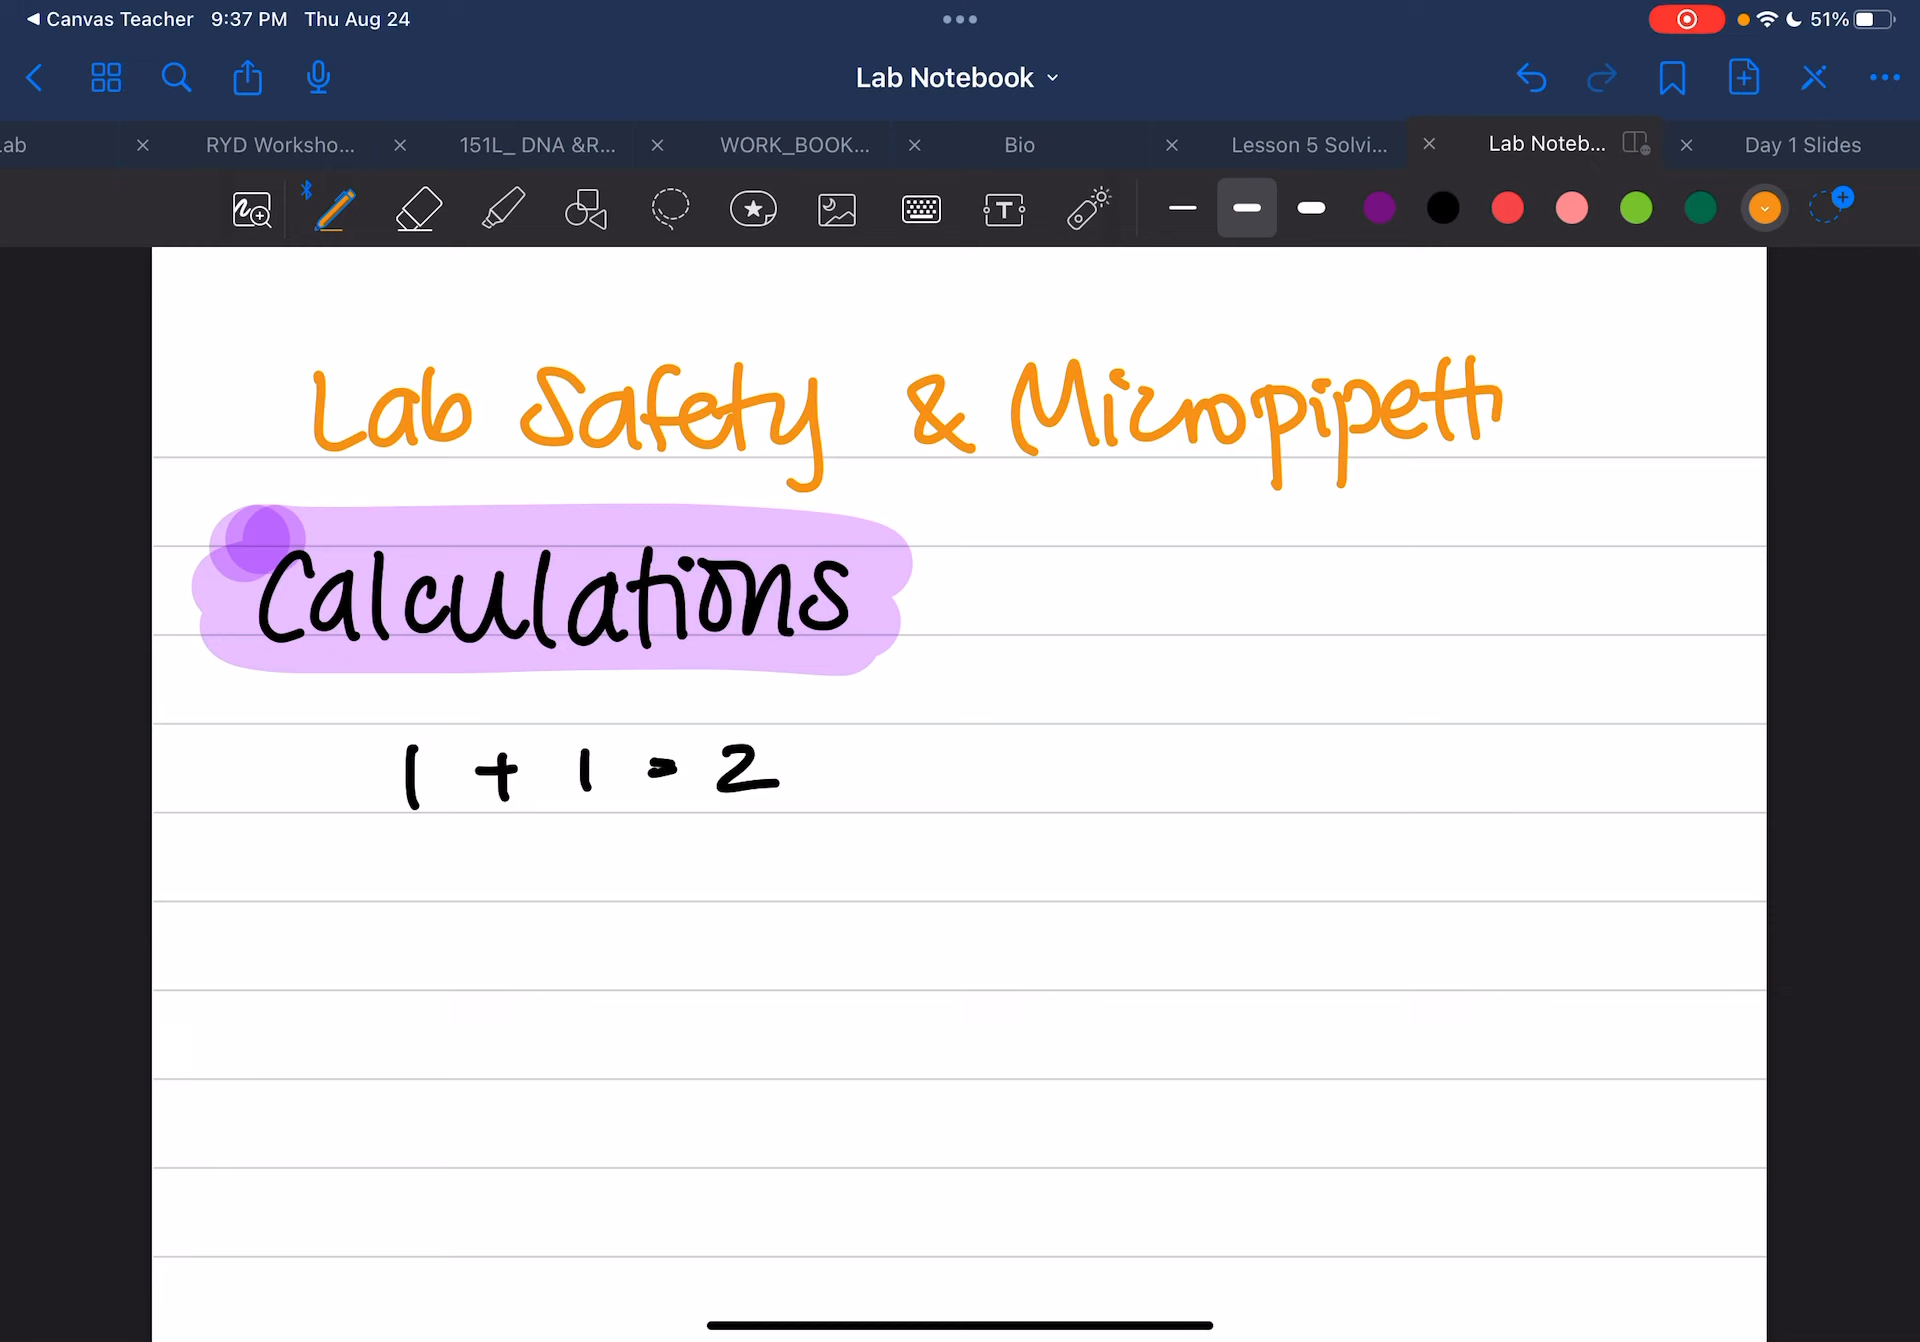 Canvas Teacher 9:37 PM Thu Aug 24 51%
Lab Notebook
ab RYD Worksho... 151L_ DNA &R... WORK_BOOK... Bio Lesson 5 Solvi... Lab Noteb... Day 1 Slides
T
Lab Safety & Micropipett
Calculations
1 + 1 = 2